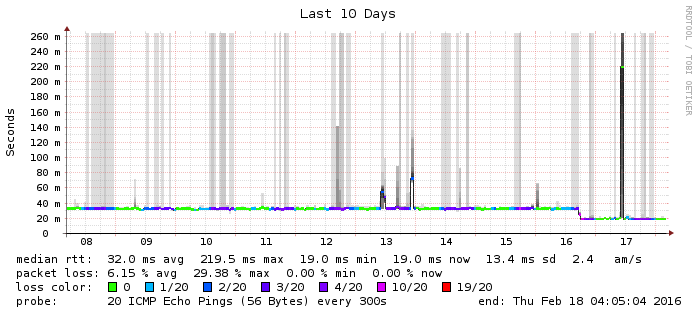 Last 10 Days
RRDTOOL / TOBI OETIKER
Seconds
260 m
240 m
220 m
200 m
180 m
160 m
140 m
120 m
100 m
80 m
60 m
40 m
20 m
0
08 09 10 11 12 13 14 15 16 17
median rtt: 32.0 ms avg 219.5 ms max 19.0 ms min 19.0 ms now 13.4 ms sd 2.4 am/s
packet loss: 6.15 % avg 29.38 % max 0.00 % min 0.00 % now
loss color: 0 1/20 2/20 3/20 4/20 10/20 19/20
probe: 20 ICMP Echo Pings (56 Bytes) every 300s end: Thu Feb 18 04:05:04 2016